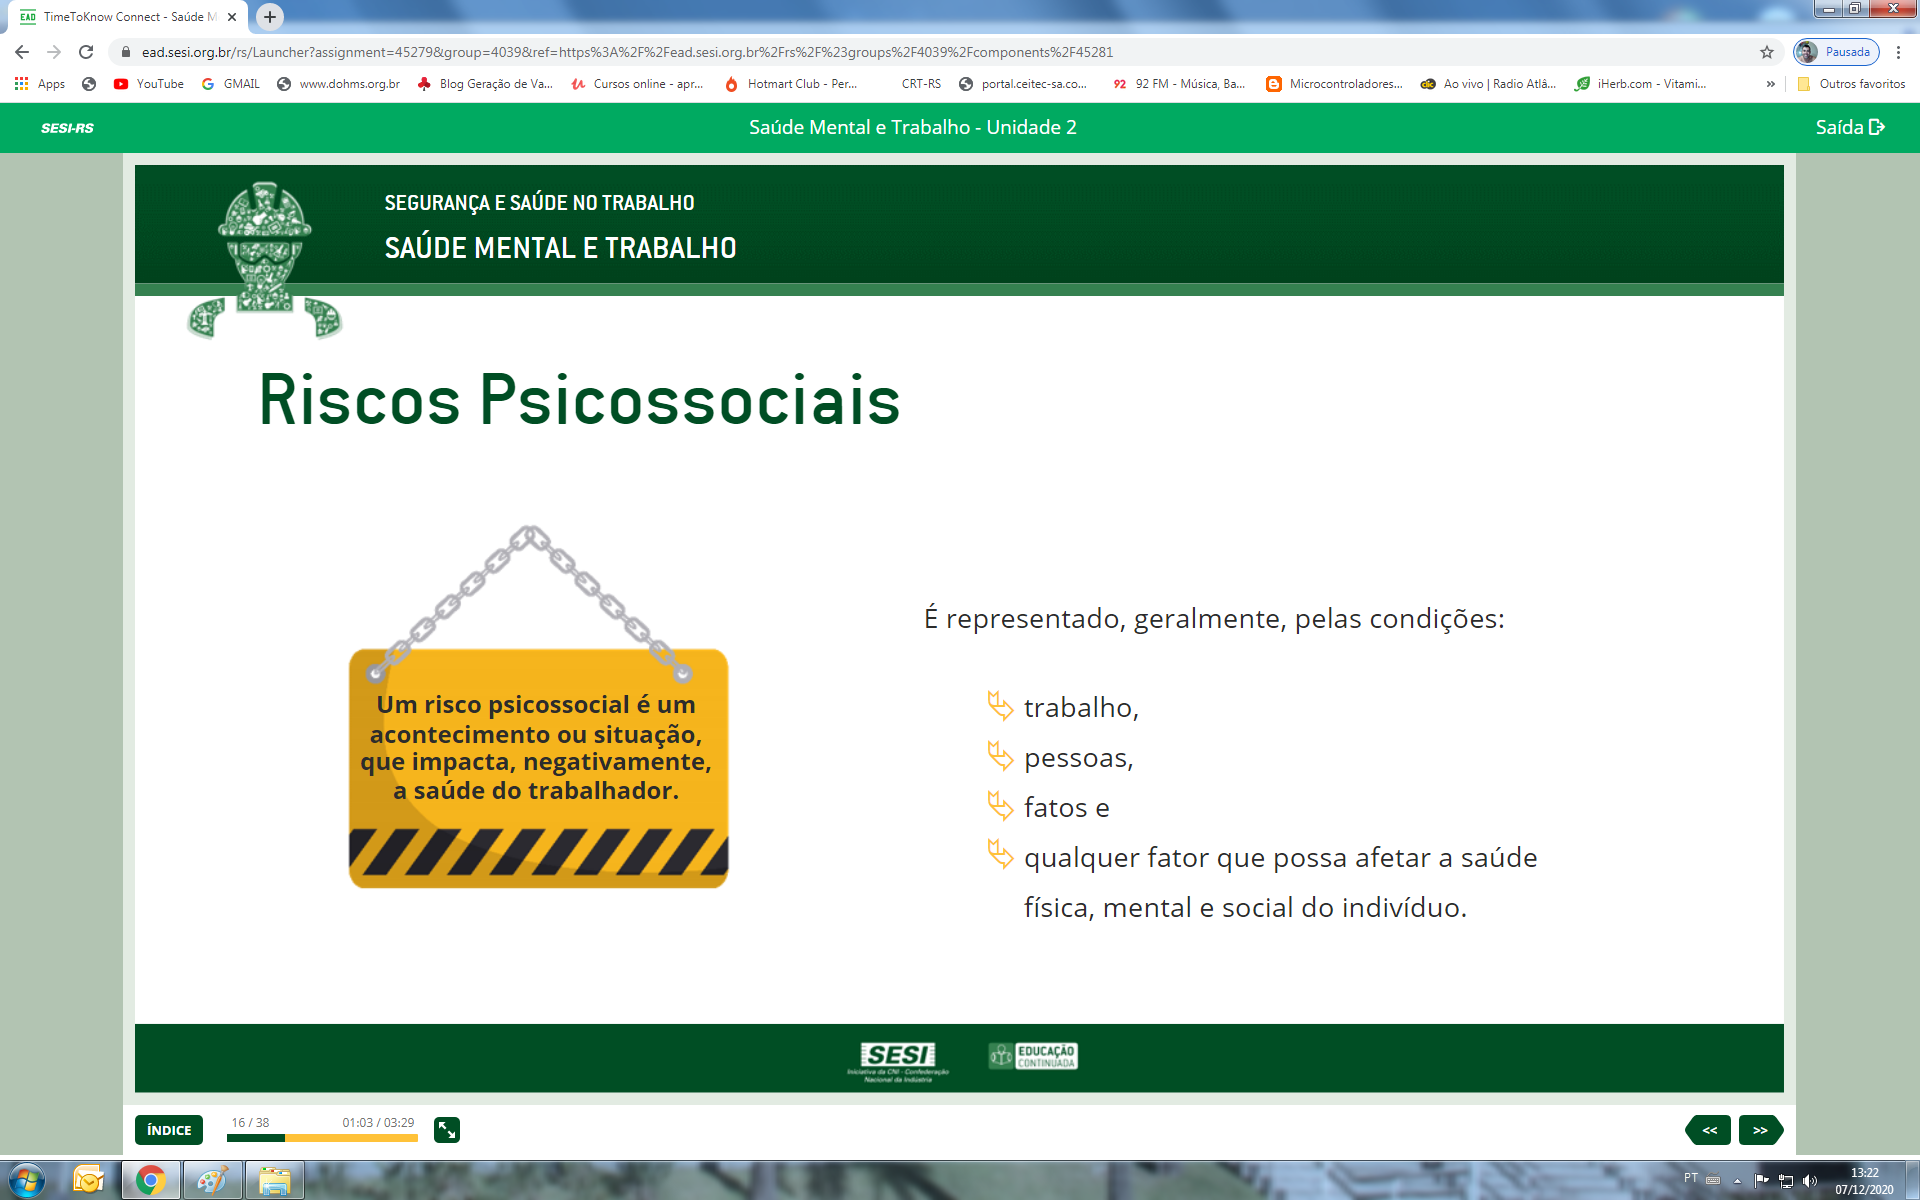 EAD TimeToKnow Connect - Saúde M
ead.sesi.org.br/rs/Launcher?assignment=45279&group=4039&ref=https%3A%2F%2Fead.sesi.org.br%2Frs%2F%23groups%2F4039%2Fcomponents%2F45281
Pausada
Apps YouTube GMAIL www.dohms.org.br Blog Geração de Va... Cursos online - apr... Hotmart Club - Per... CRT-RS portal.ceitec-sa.co... 92 92 FM - Música, Ba... Microcontroladores... Ao vivo | Radio Atlâ... iHerb.com - Vitami... » Outros favoritos
SESI-RS Saúde Mental e Trabalho - Unidade 2 Saída
SEGURANÇA E SAÚDE NO TRABALHO
SAÚDE MENTAL E TRABALHO
Riscos Psicossociais
Um risco psicossocial é um
acontecimento ou situação,
que impacta, negativamente,
a saúde do trabalhador.
É representado, geralmente, pelas condições:
trabalho,
pessoas,
fatos e
qualquer fator que possa afetar a saúde
física, mental e social do indivíduo.
SESI
Iniciativa da CNI - Confederação
Nacional da Indústria
EDUCAÇÃO
CONTINUADA
ÍNDICE 16 / 38 01:03 / 03:29 << >>
PT 13:22
07/12/2020